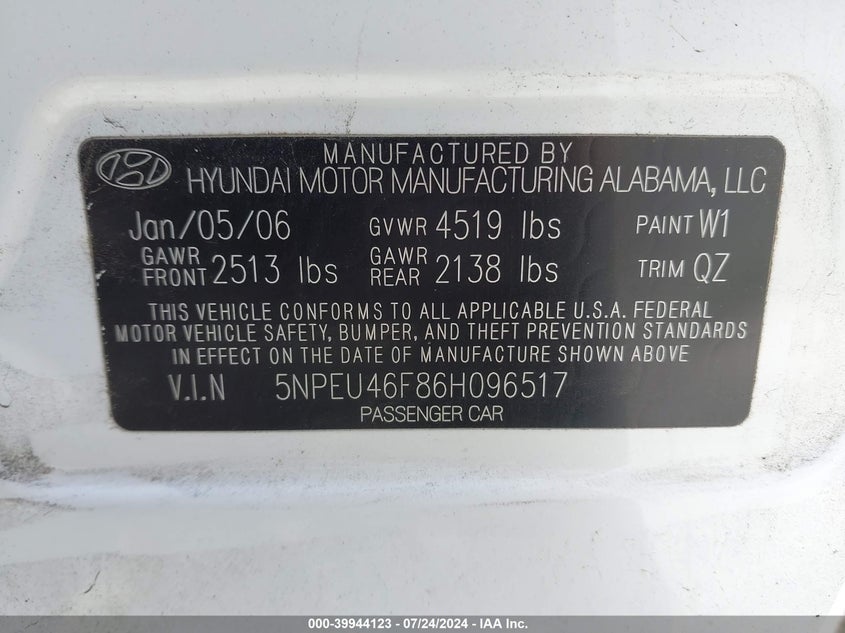 MANUFACTURED BY
HYUNDAI MOTOR MANUFACTURING ALABAMA, LLC
Jan/05/06 GVWR 4519 lbs PAINT W1
GAWR FRONT 2513 lbs GAWR REAR 2138 lbs TRIM QZ
THIS VEHICLE CONFORMS TO ALL APPLICABLE U.S.A. FEDERAL
MOTOR VEHICLE SAFETY, BUMPER, AND THEFT PREVENTION STANDARDS
IN EFFECT ON THE DATE OF MANUFACTURE SHOWN ABOVE
V.I.N 5NPEU46F86H096517
PASSENGER CAR
000-39944123 - 07/24/2024 - IAA Inc.